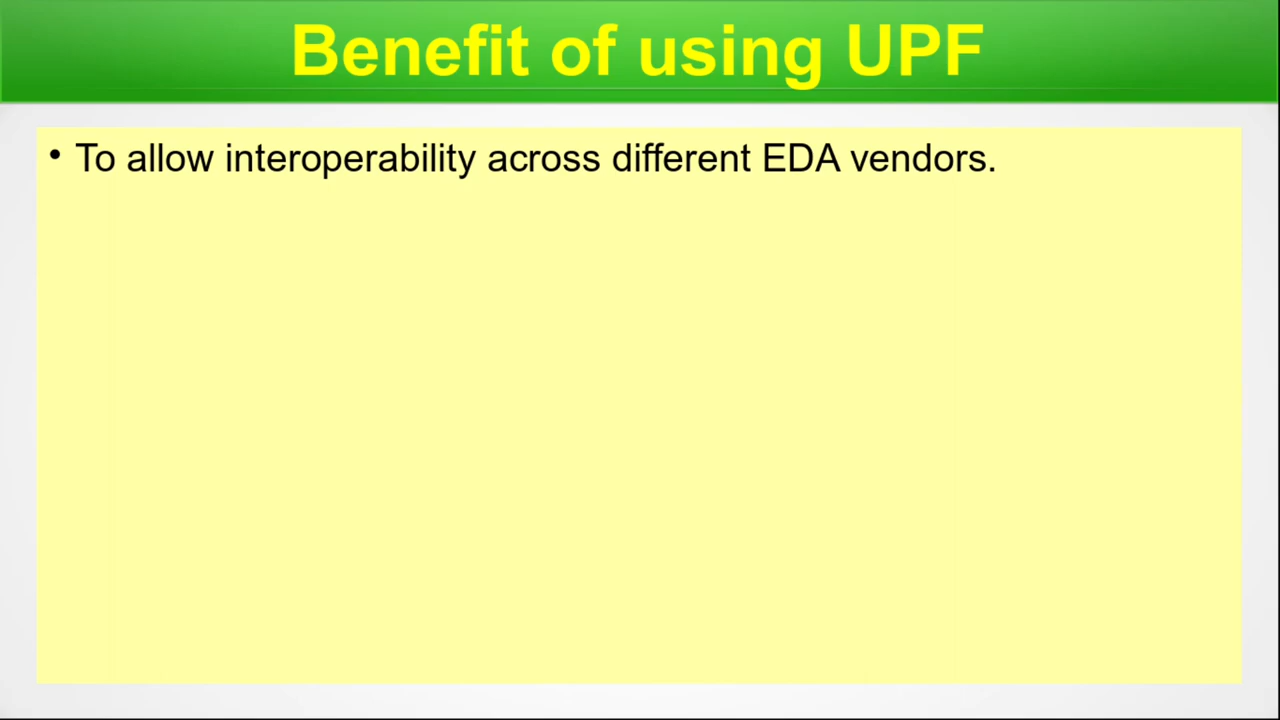 Benefit of using UPF
• To allow interoperability across different EDA vendors.